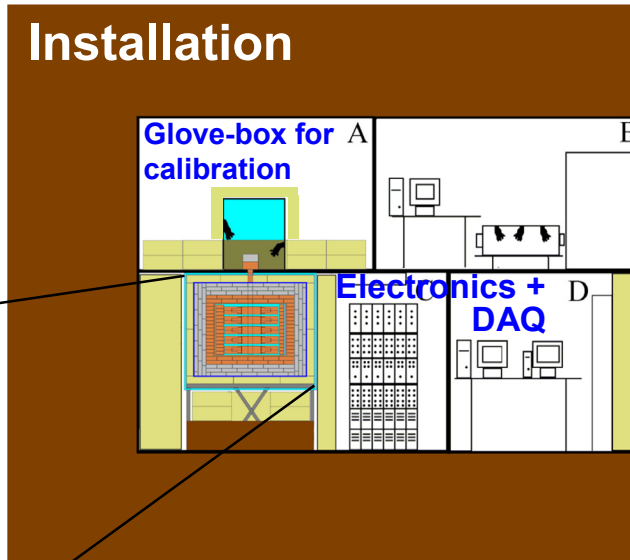 Installation
Glove-box for
calibration
A
E
Electronics +
DAQ
C
D